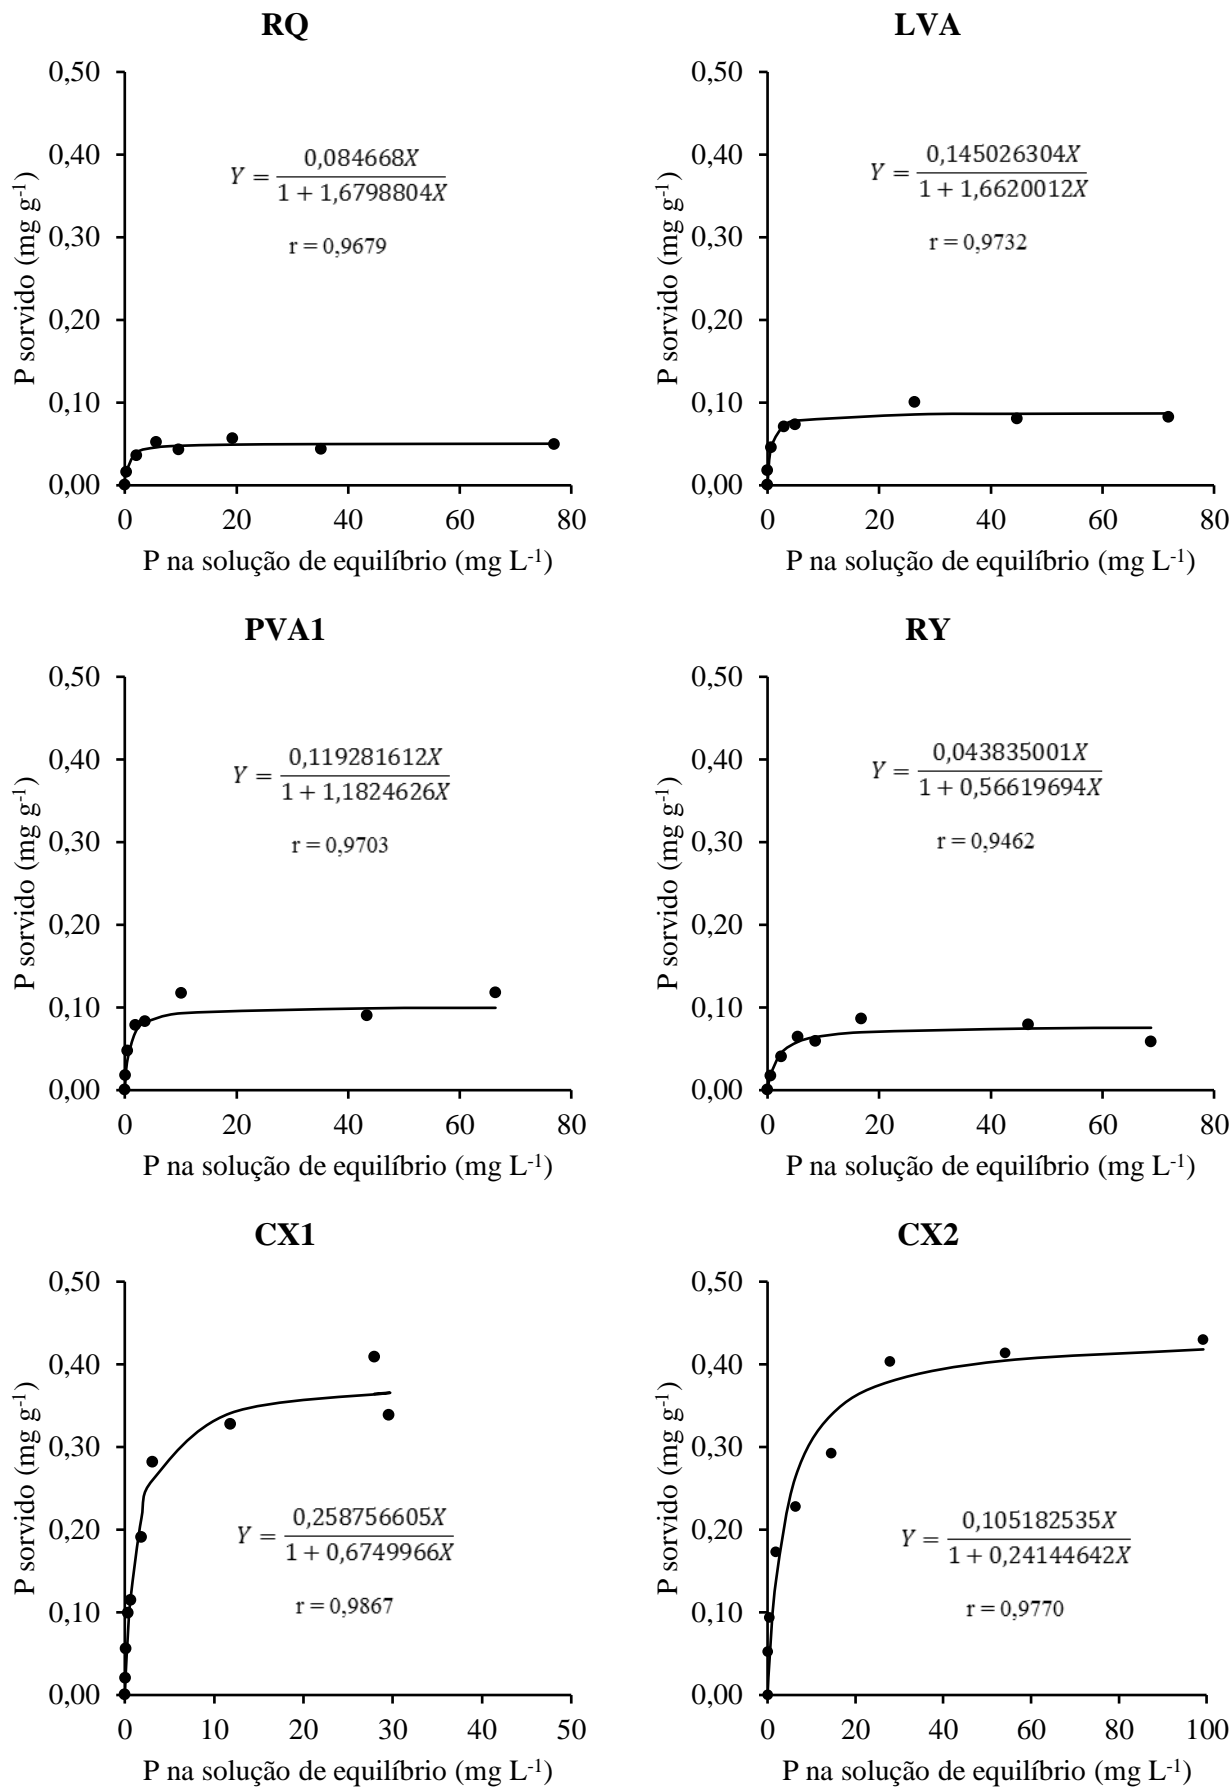 RQ
0,50
0,40
0,30
0,20
0,10
0,00
P sorvido (mg g⁻¹)
Y = 0,084668X / 1 + 1,6798804X
r = 0,9679
0 20 40 60 80
P na solução de equilíbrio (mg L⁻¹)
LVA
0,50
0,40
0,30
0,20
0,10
0,00
P sorvido (mg g⁻¹)
Y = 0,145026304X / 1 + 1,6620012X
r = 0,9732
0 20 40 60 80
P na solução de equilíbrio (mg L⁻¹)
PVA1
0,50
0,40
0,30
0,20
0,10
0,00
P sorvido (mg g⁻¹)
Y = 0,119281612X / 1 + 1,1824626X
r = 0,9703
0 20 40 60 80
P na solução de equilíbrio (mg L⁻¹)
RY
0,50
0,40
0,30
0,20
0,10
0,00
P sorvido (mg g⁻¹)
Y = 0,043835001X / 1 + 0,56619694X
r = 0,9462
0 20 40 60 80
P na solução de equilíbrio (mg L⁻¹)
CX1
0,50
0,40
0,30
0,20
0,10
0,00
P sorvido (mg g⁻¹)
Y = 0,258756605X / 1 + 0,6749966X
r = 0,9867
0 10 20 30 40 50
P na solução de equilíbrio (mg L⁻¹)
CX2
0,50
0,40
0,30
0,20
0,10
0,00
P sorvido (mg g⁻¹)
Y = 0,105182535X / 1 + 0,24144642X
r = 0,9770
0 20 40 60 80 100
P na solução de equilíbrio (mg L⁻¹)